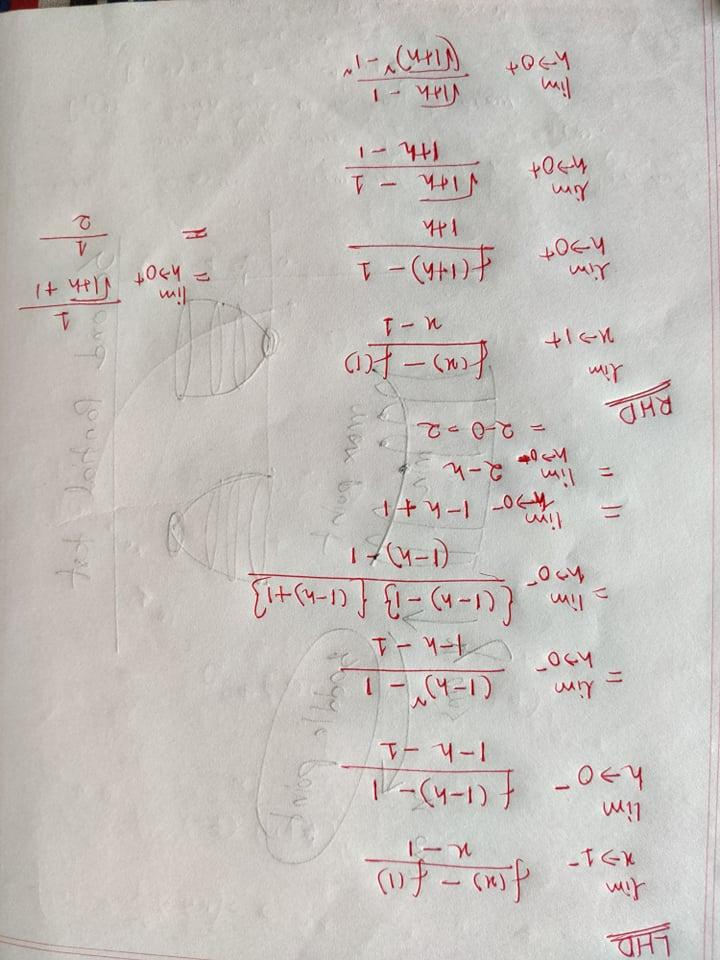 LHD
lim x→1⁻ (f(x) − f(1)) / (x − 1)
lim h→0⁻ (f(1−h) − 1) / (1−h−1)
= lim h→0⁻ ((1−h)² − 1) / (1−h−1)
= lim h→0⁻ ({(1−h)−1} {(1−h)+1}) / ((1−h)−1)
= lim h→0⁻ 1−h+1
= lim h→0⁻ 2−h
= 2−0 = 2
RHD
lim x→1+ (f(x) − f(1)) / (x − 1)
lim h→0+ (f(1+h) − 1) / (1+h)
lim h→0+ (√1+h − 1) / (1+h − 1)
lim h→0+ (√1+h − 1) / ((√1+h)² − 1²)
= lim h→0+ 1 / (√1+h + 1)
= 1/2